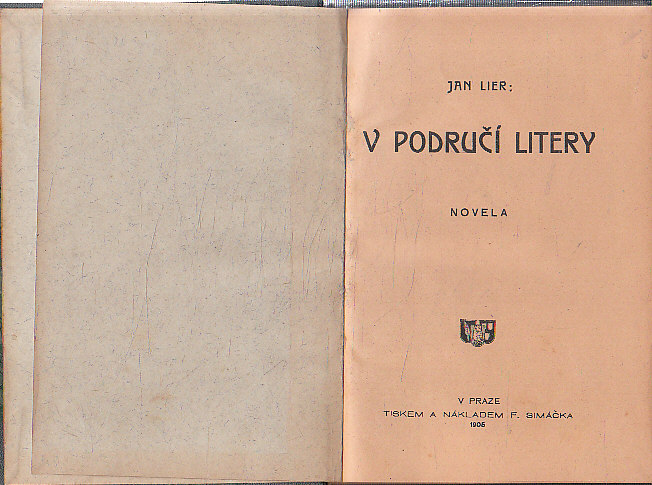 JAN LIER:
V PODRUČÍ LITERY
NOVELA
V PRAZE
TISKEM A NÁKLADEM F. ŠIMÁČKA
1905